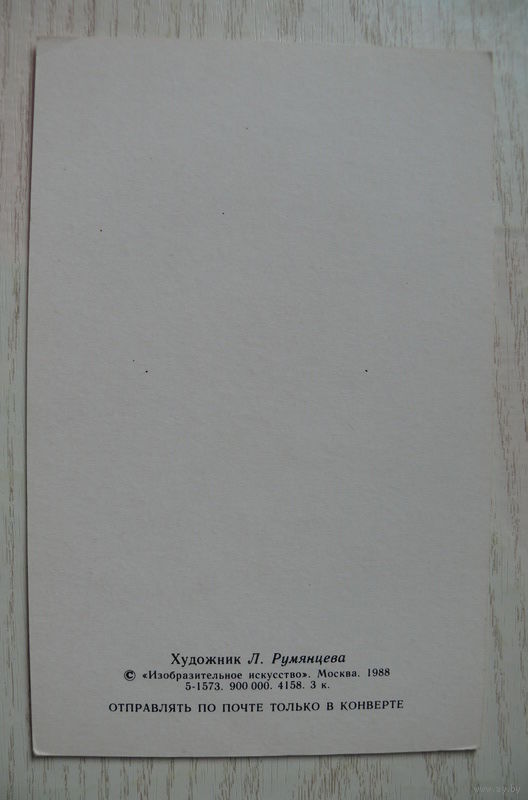 Художник Л. Румянцева
© «Изобразительное искусство». Москва. 1988
5-1573. 900 000. 4158. 3 к.
ОТПРАВЛЯТЬ ПО ПОЧТЕ ТОЛЬКО В КОНВЕРТЕ